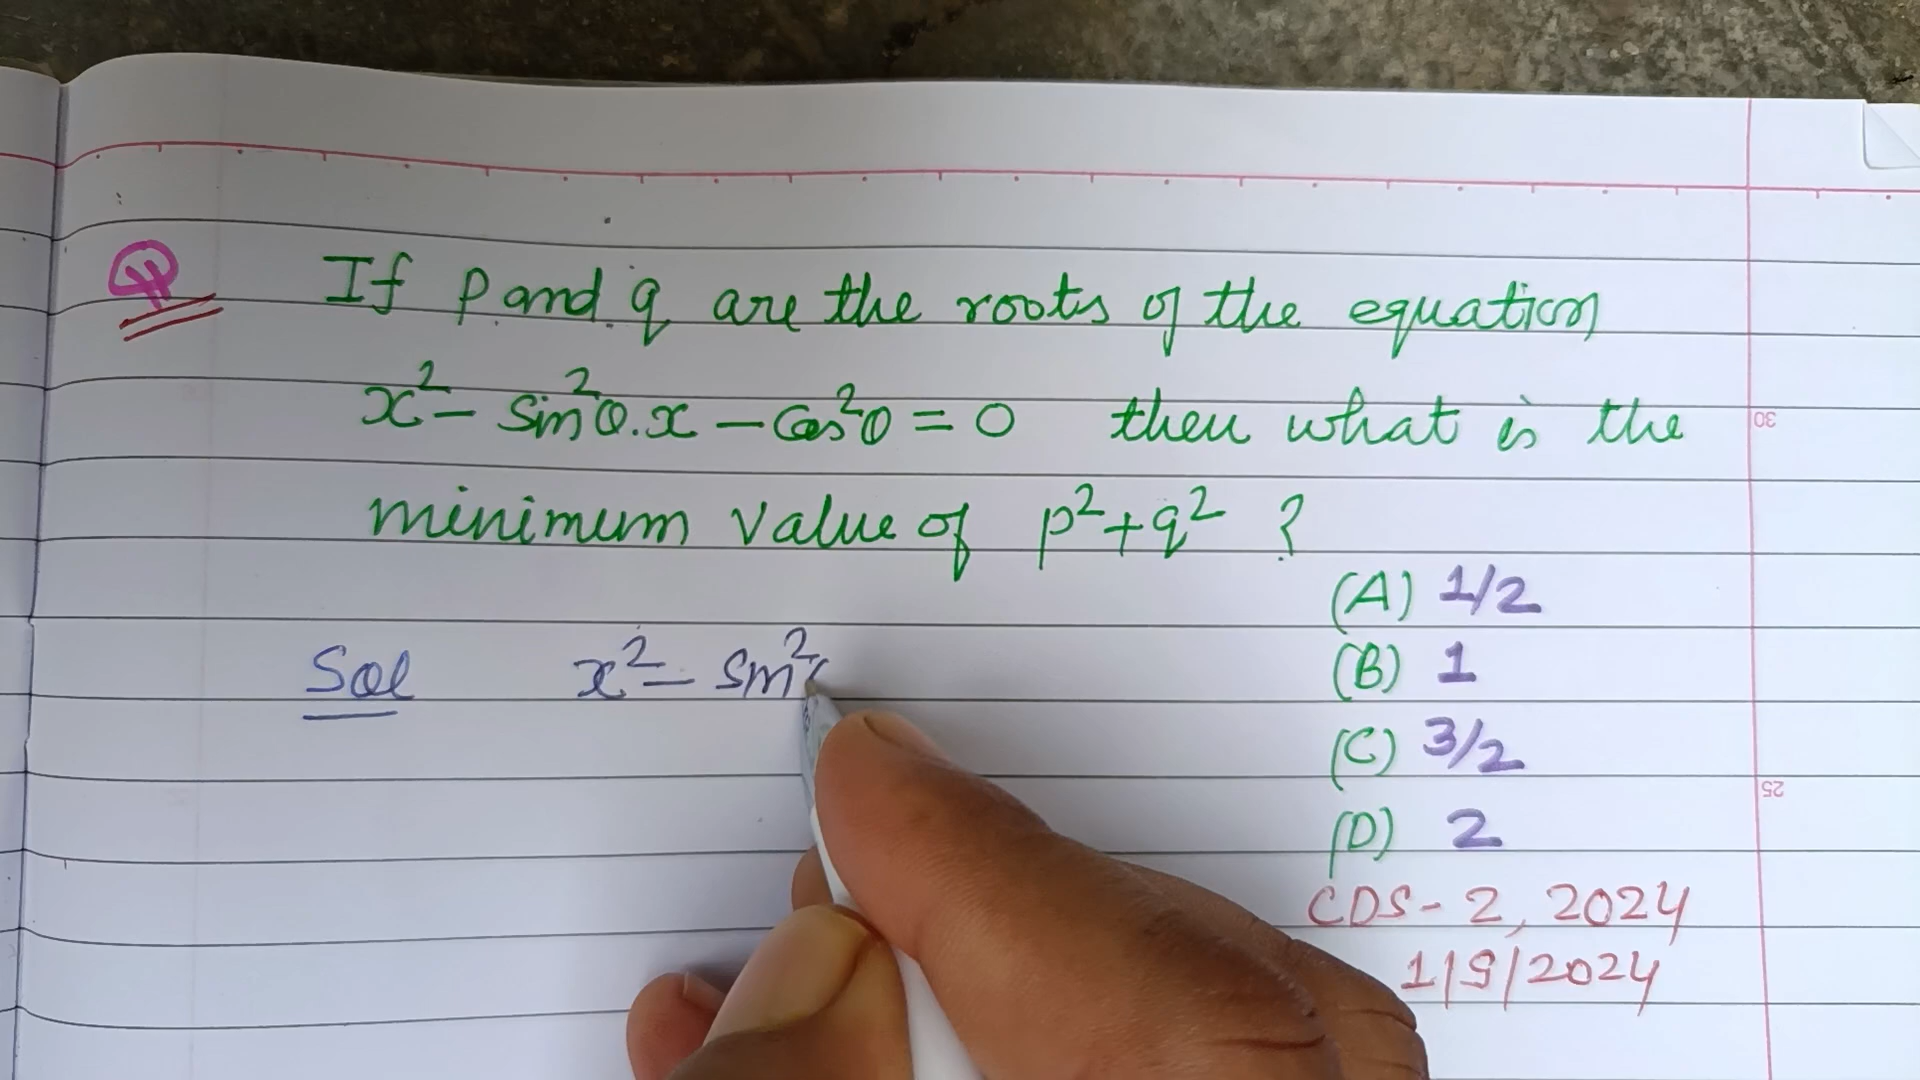 Q If p and q are the roots of the equation
x² - sin²θ.x - cos²θ = 0 then what is the
minimum value of p²+q² ?
(A) 1/2
Sol x² - sin²
(B) 1
(C) 3/2
(D) 2
CDS-2, 2024
1/9/2024
30
25